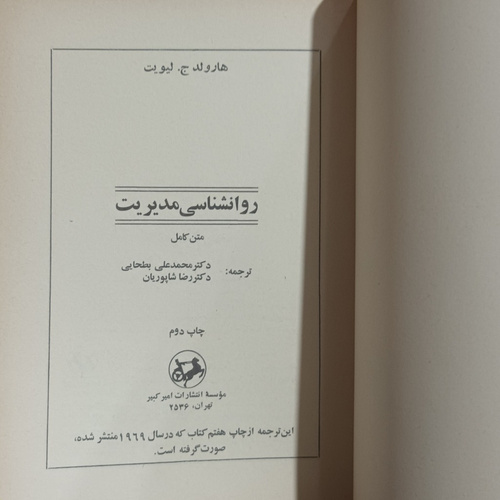 هارولد ج. لیویت
روانشناسی مدیریت
متن کامل
ترجمه: دکتر محمدعلی بطحایی
دکتر رضا شاپوریان
چاپ دوم
مؤسسهٔ انتشارات امیرکبیر
تهران، ۲۵۳۶
این ترجمه از چاپ هفتم کتاب که در سال ۱۹۶۹ منتشر شده،
صورت گرفته است.